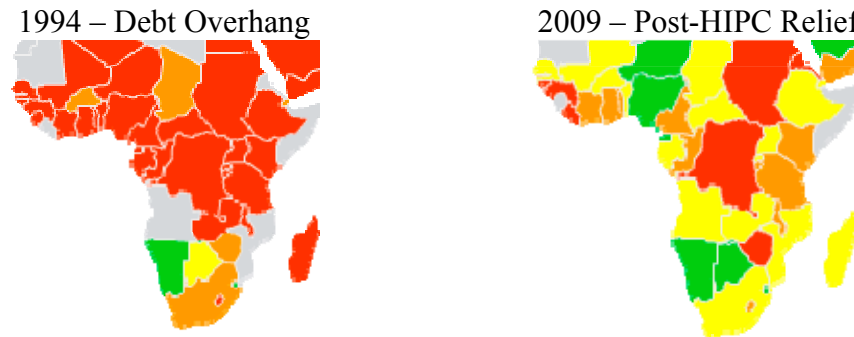 1994 – Debt Overhang
2009 – Post-HIPC Relief